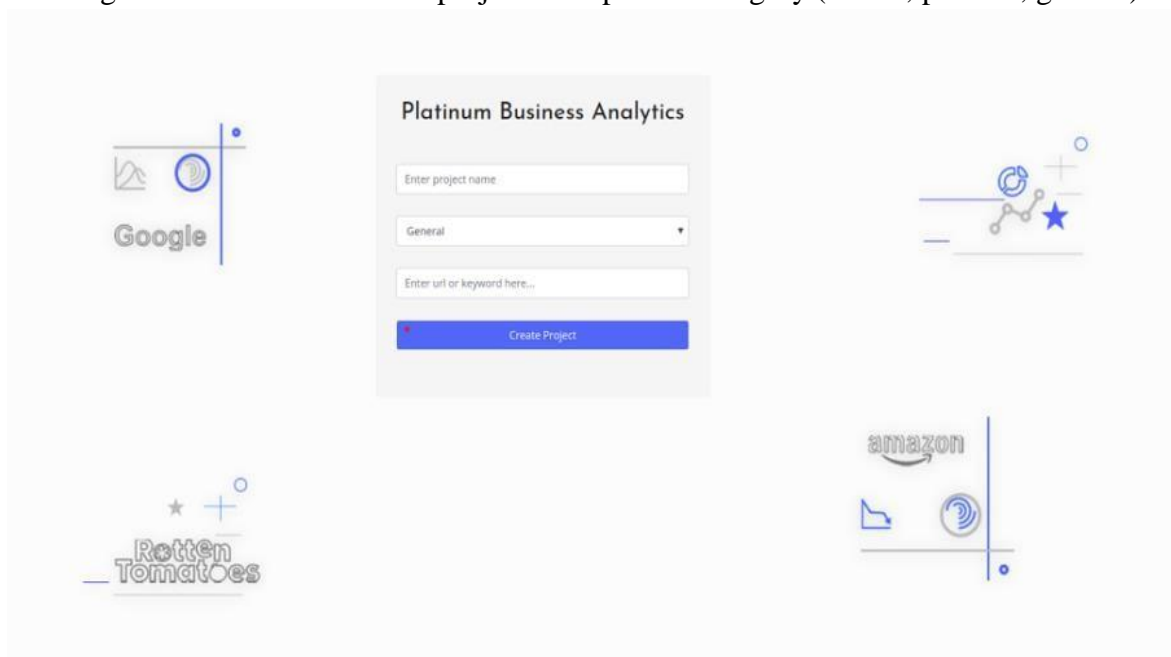 Platinum Business Analytics
Enter project name
General
Enter url or keyword here...
Create Project
Google
amazon
Rotten
Tomatoes